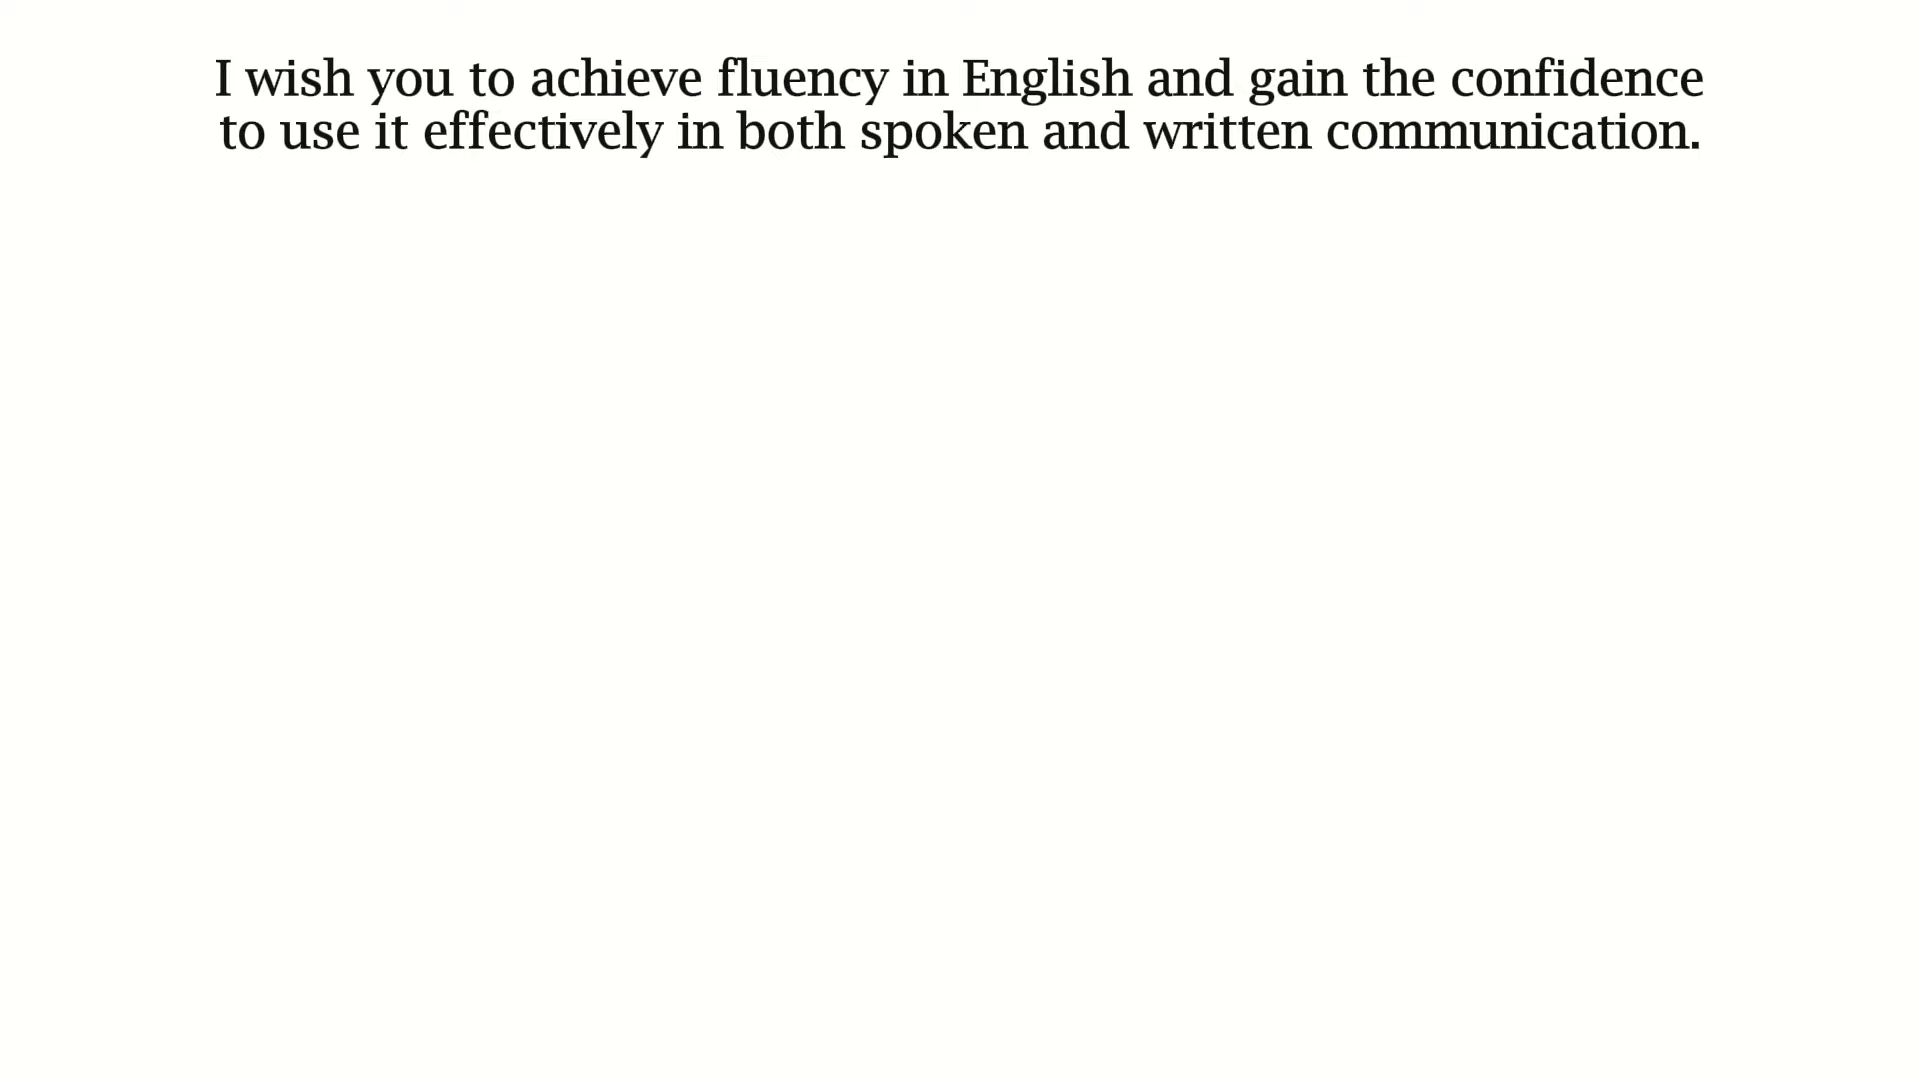 I wish you to achieve fluency in English and gain the confidence
to use it effectively in both spoken and written communication.